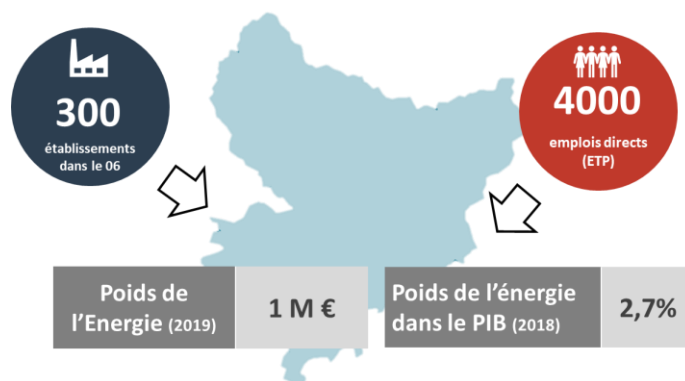 300
établissements
dans le 06
4000
emplois directs
(ETP)
Poids de
l'Energie (2019)
1 M €
Poids de l'énergie
dans le PIB (2018)
2,7%